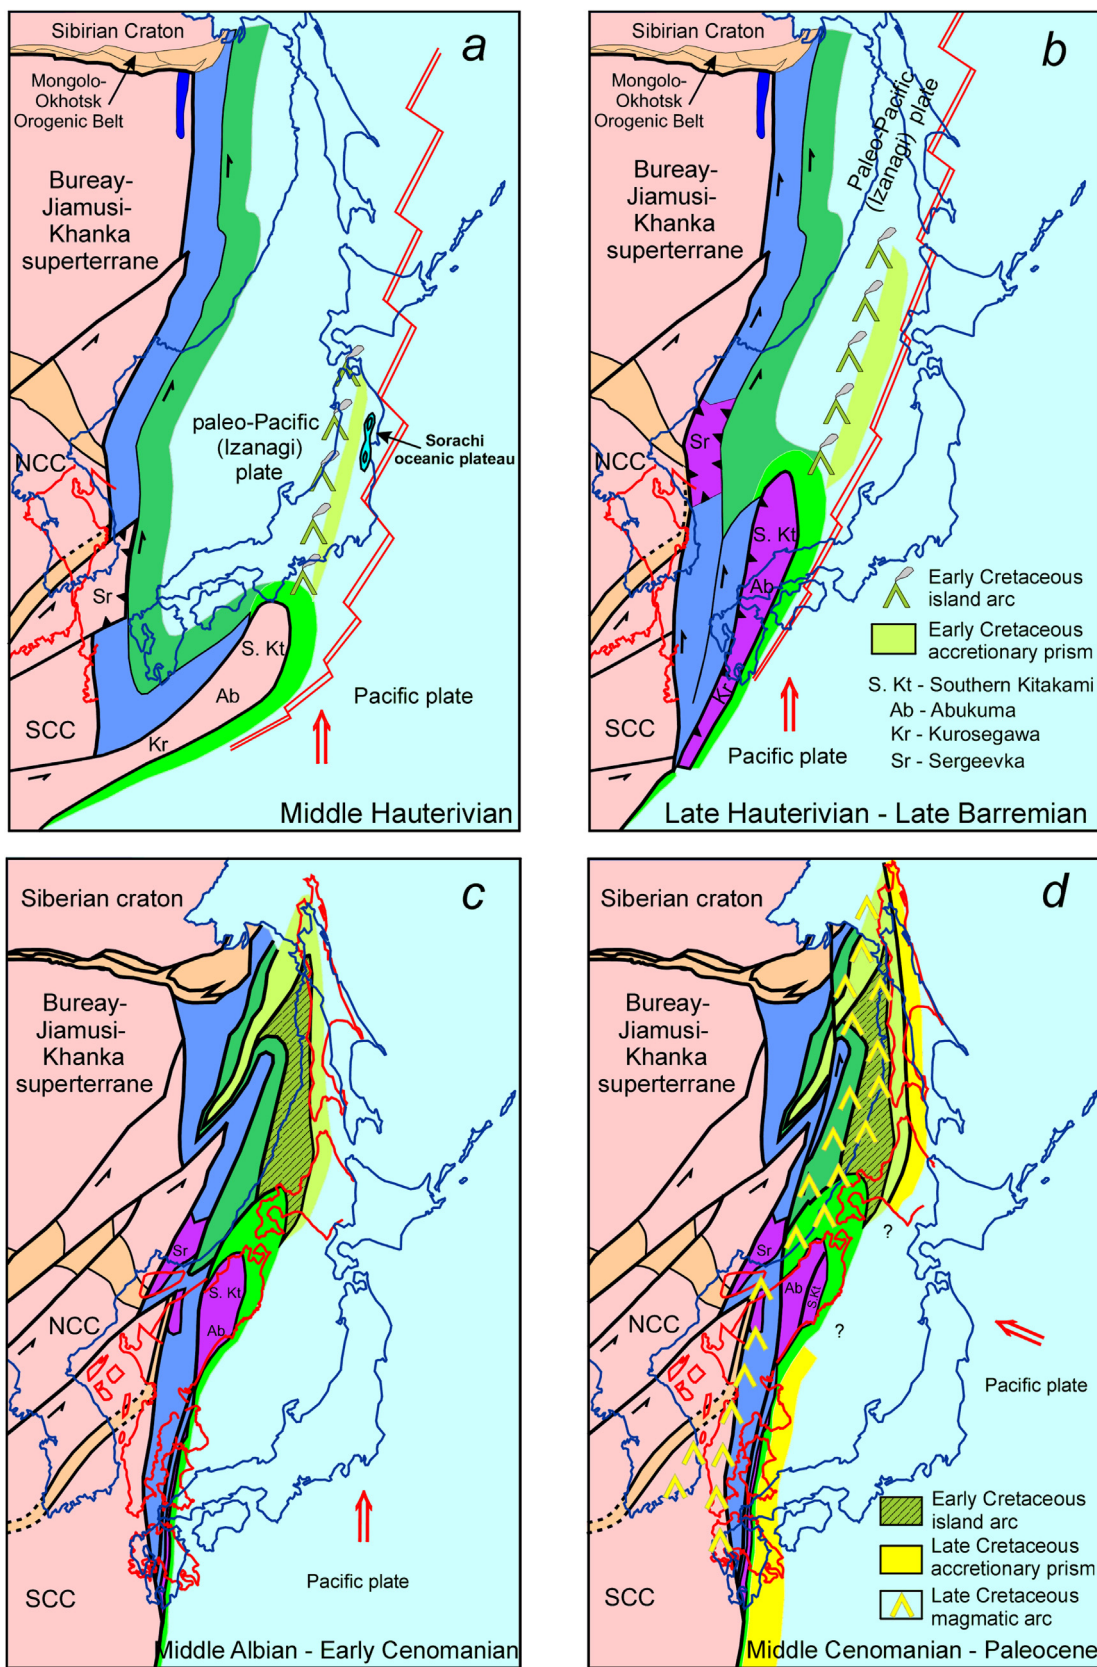 a
Sibirian Craton
Mongolo-
Okhotsk
Orogenic Belt
Bureay-
Jiamusi-
Khanka
superterrane
NCC
paleo-Pacific
(Izanagi)
plate
Sorachi
oceanic plateau
Sr
S. Kt
Ab
Kr
SCC
Pacific plate
Middle Hauterivian
b
Sibirian Craton
Mongolo-
Okhotsk
Orogenic Belt
Paleo-Pacific
(Izanagi) plate
Bureay-
Jiamusi-
Khanka
superterrane
Sr
NCC
S. Kt
Ab
Kr
SCC
Early Cretaceous
island arc
Early Cretaceous
accretionary prism
S. Kt - Southern Kitakami
Ab - Abukuma
Kr - Kurosegawa
Sr - Sergeevka
Pacific plate
Late Hauterivian - Late Barremian
c
Siberian craton
Bureay-
Jiamusi-
Khanka
superterrane
Sr
S. Kt
Ab
NCC
SCC
Pacific plate
Middle Albian - Early Cenomanian
d
Siberian craton
Bureay-
Jiamusi-
Khanka
superterrane
?
Sr
Ab
S. Kt
?
NCC
Pacific plate
SCC
Early Cretaceous
island arc
Late Cretaceous
accretionary prism
Late Cretaceous
magmatic arc
Middle Cenomanian - Paleocene